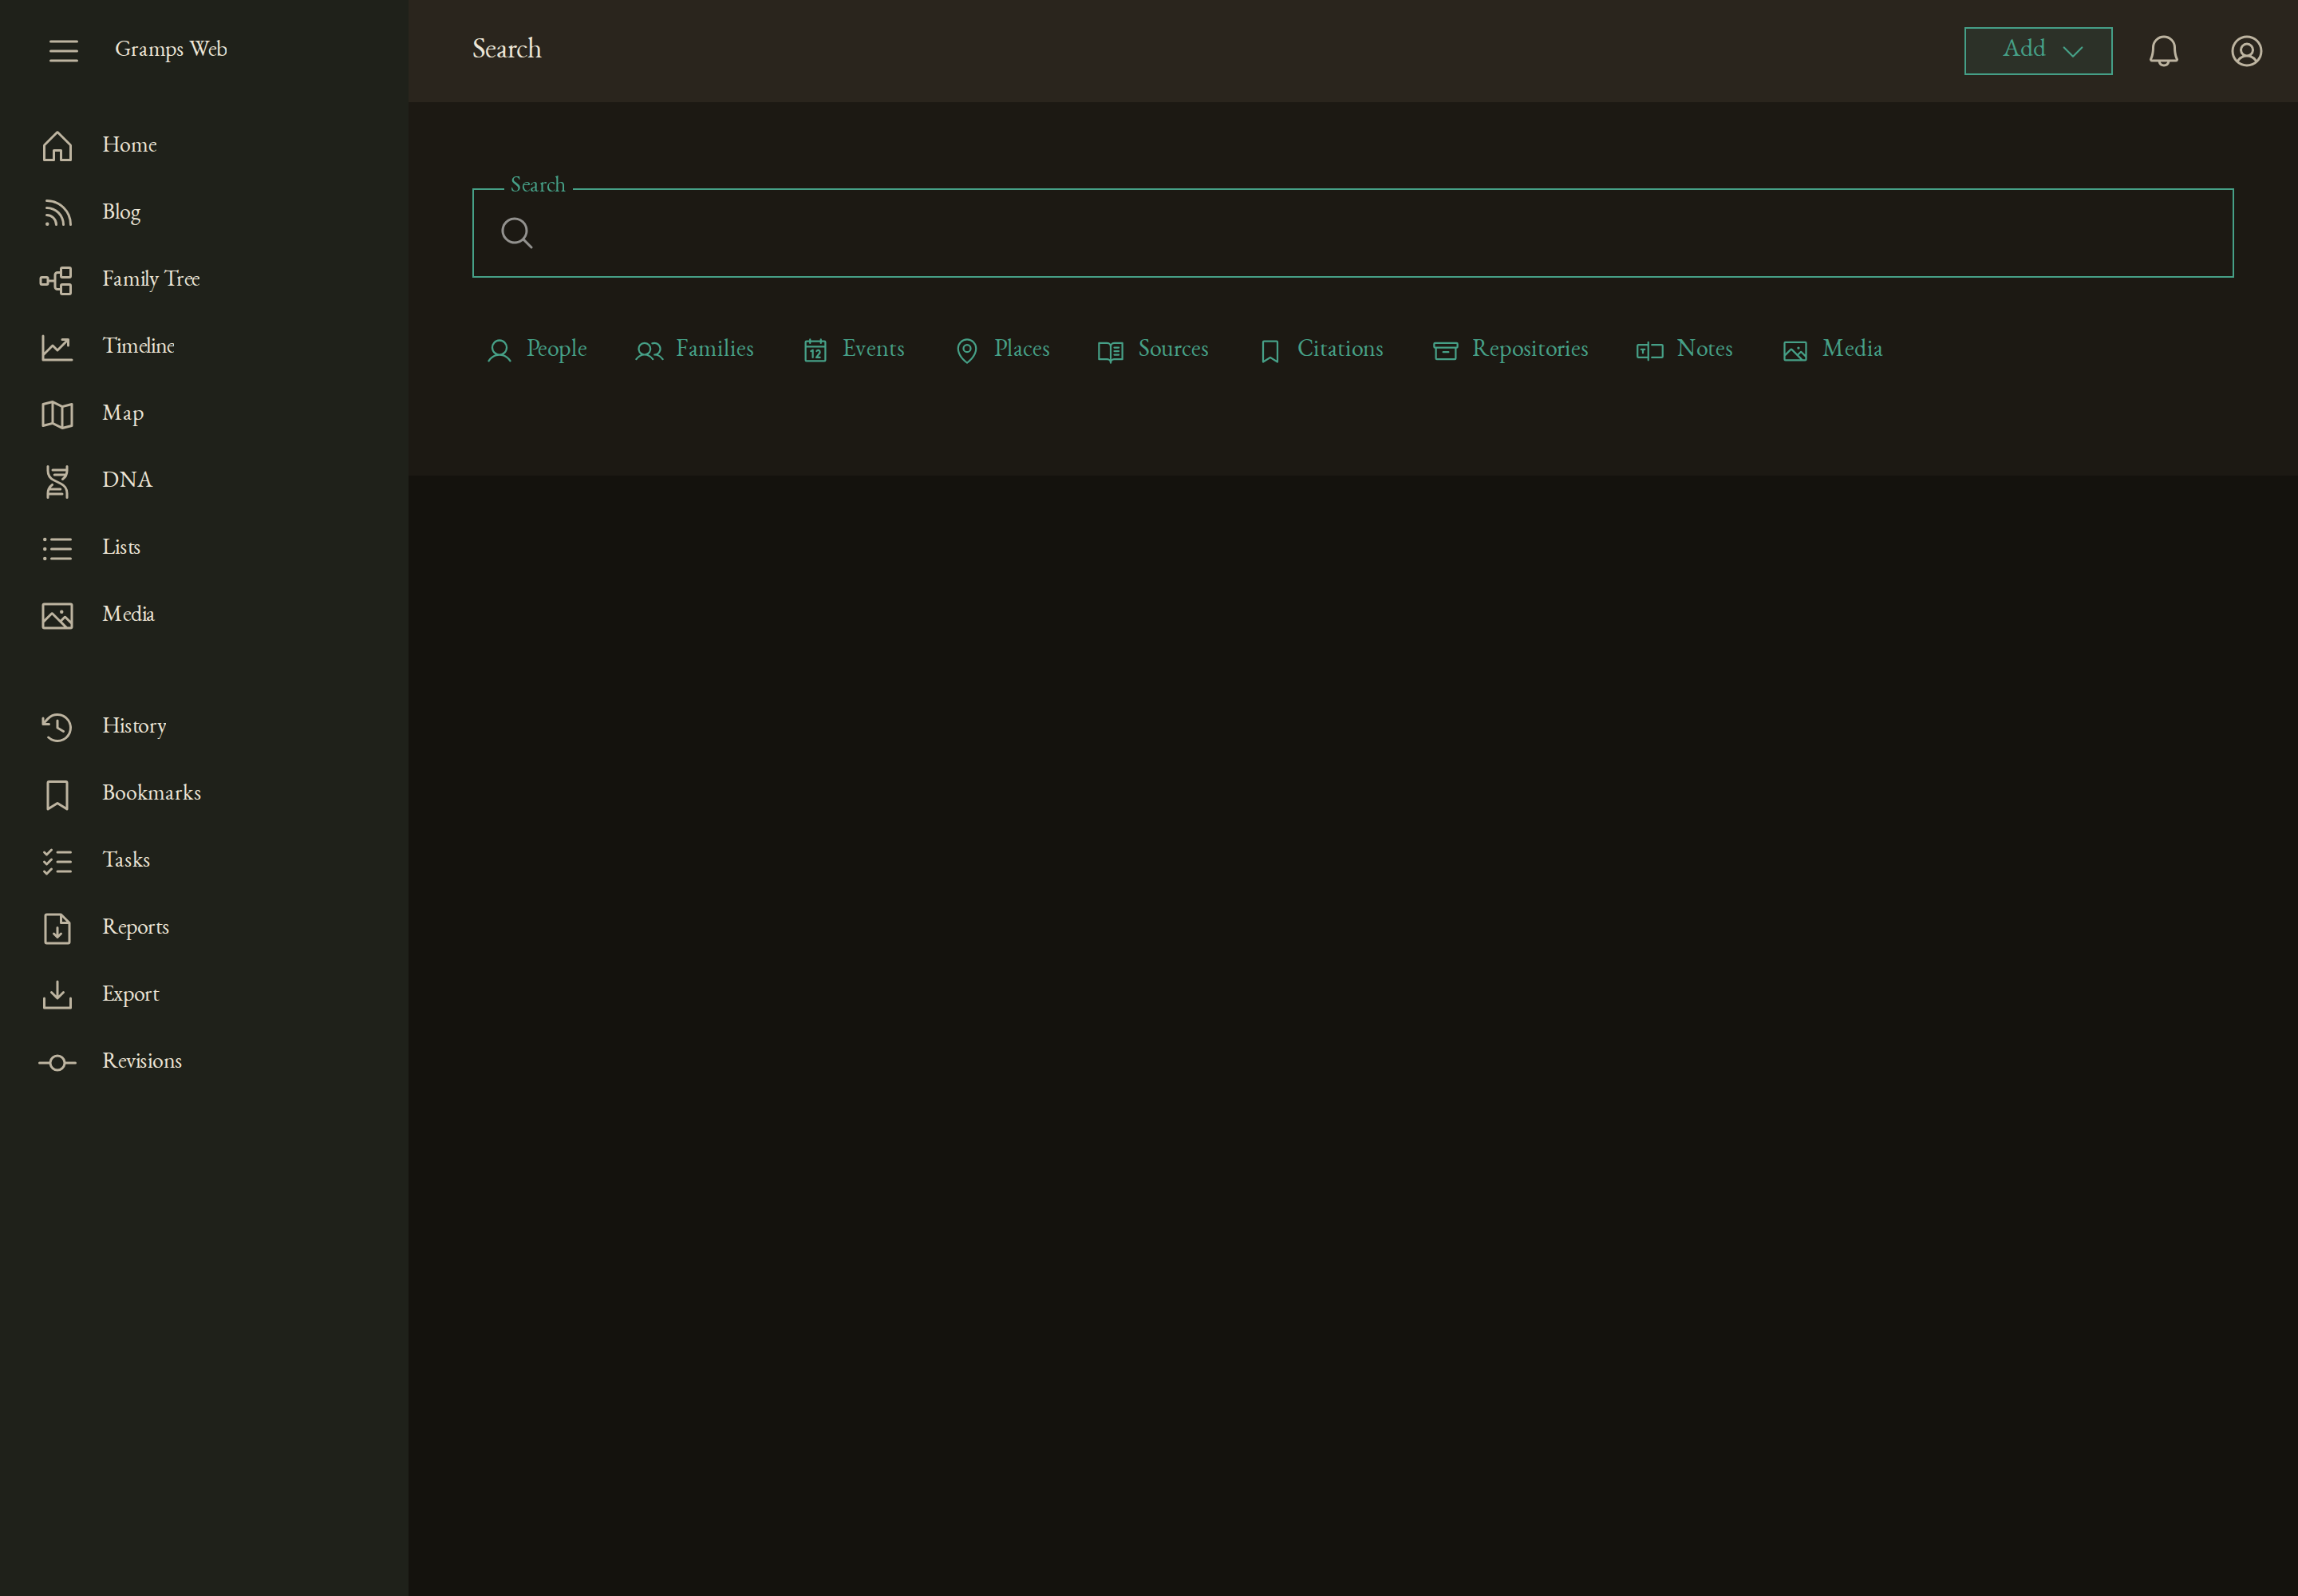 Gramps Web
Search
Add
Home
Blog
Family Tree
Timeline
Map
DNA
Lists
Media
History
Bookmarks
Tasks
Reports
Export
Revisions
Search
People
Families
12
Events
Places
Sources
Citations
Repositories
T
Notes
Media